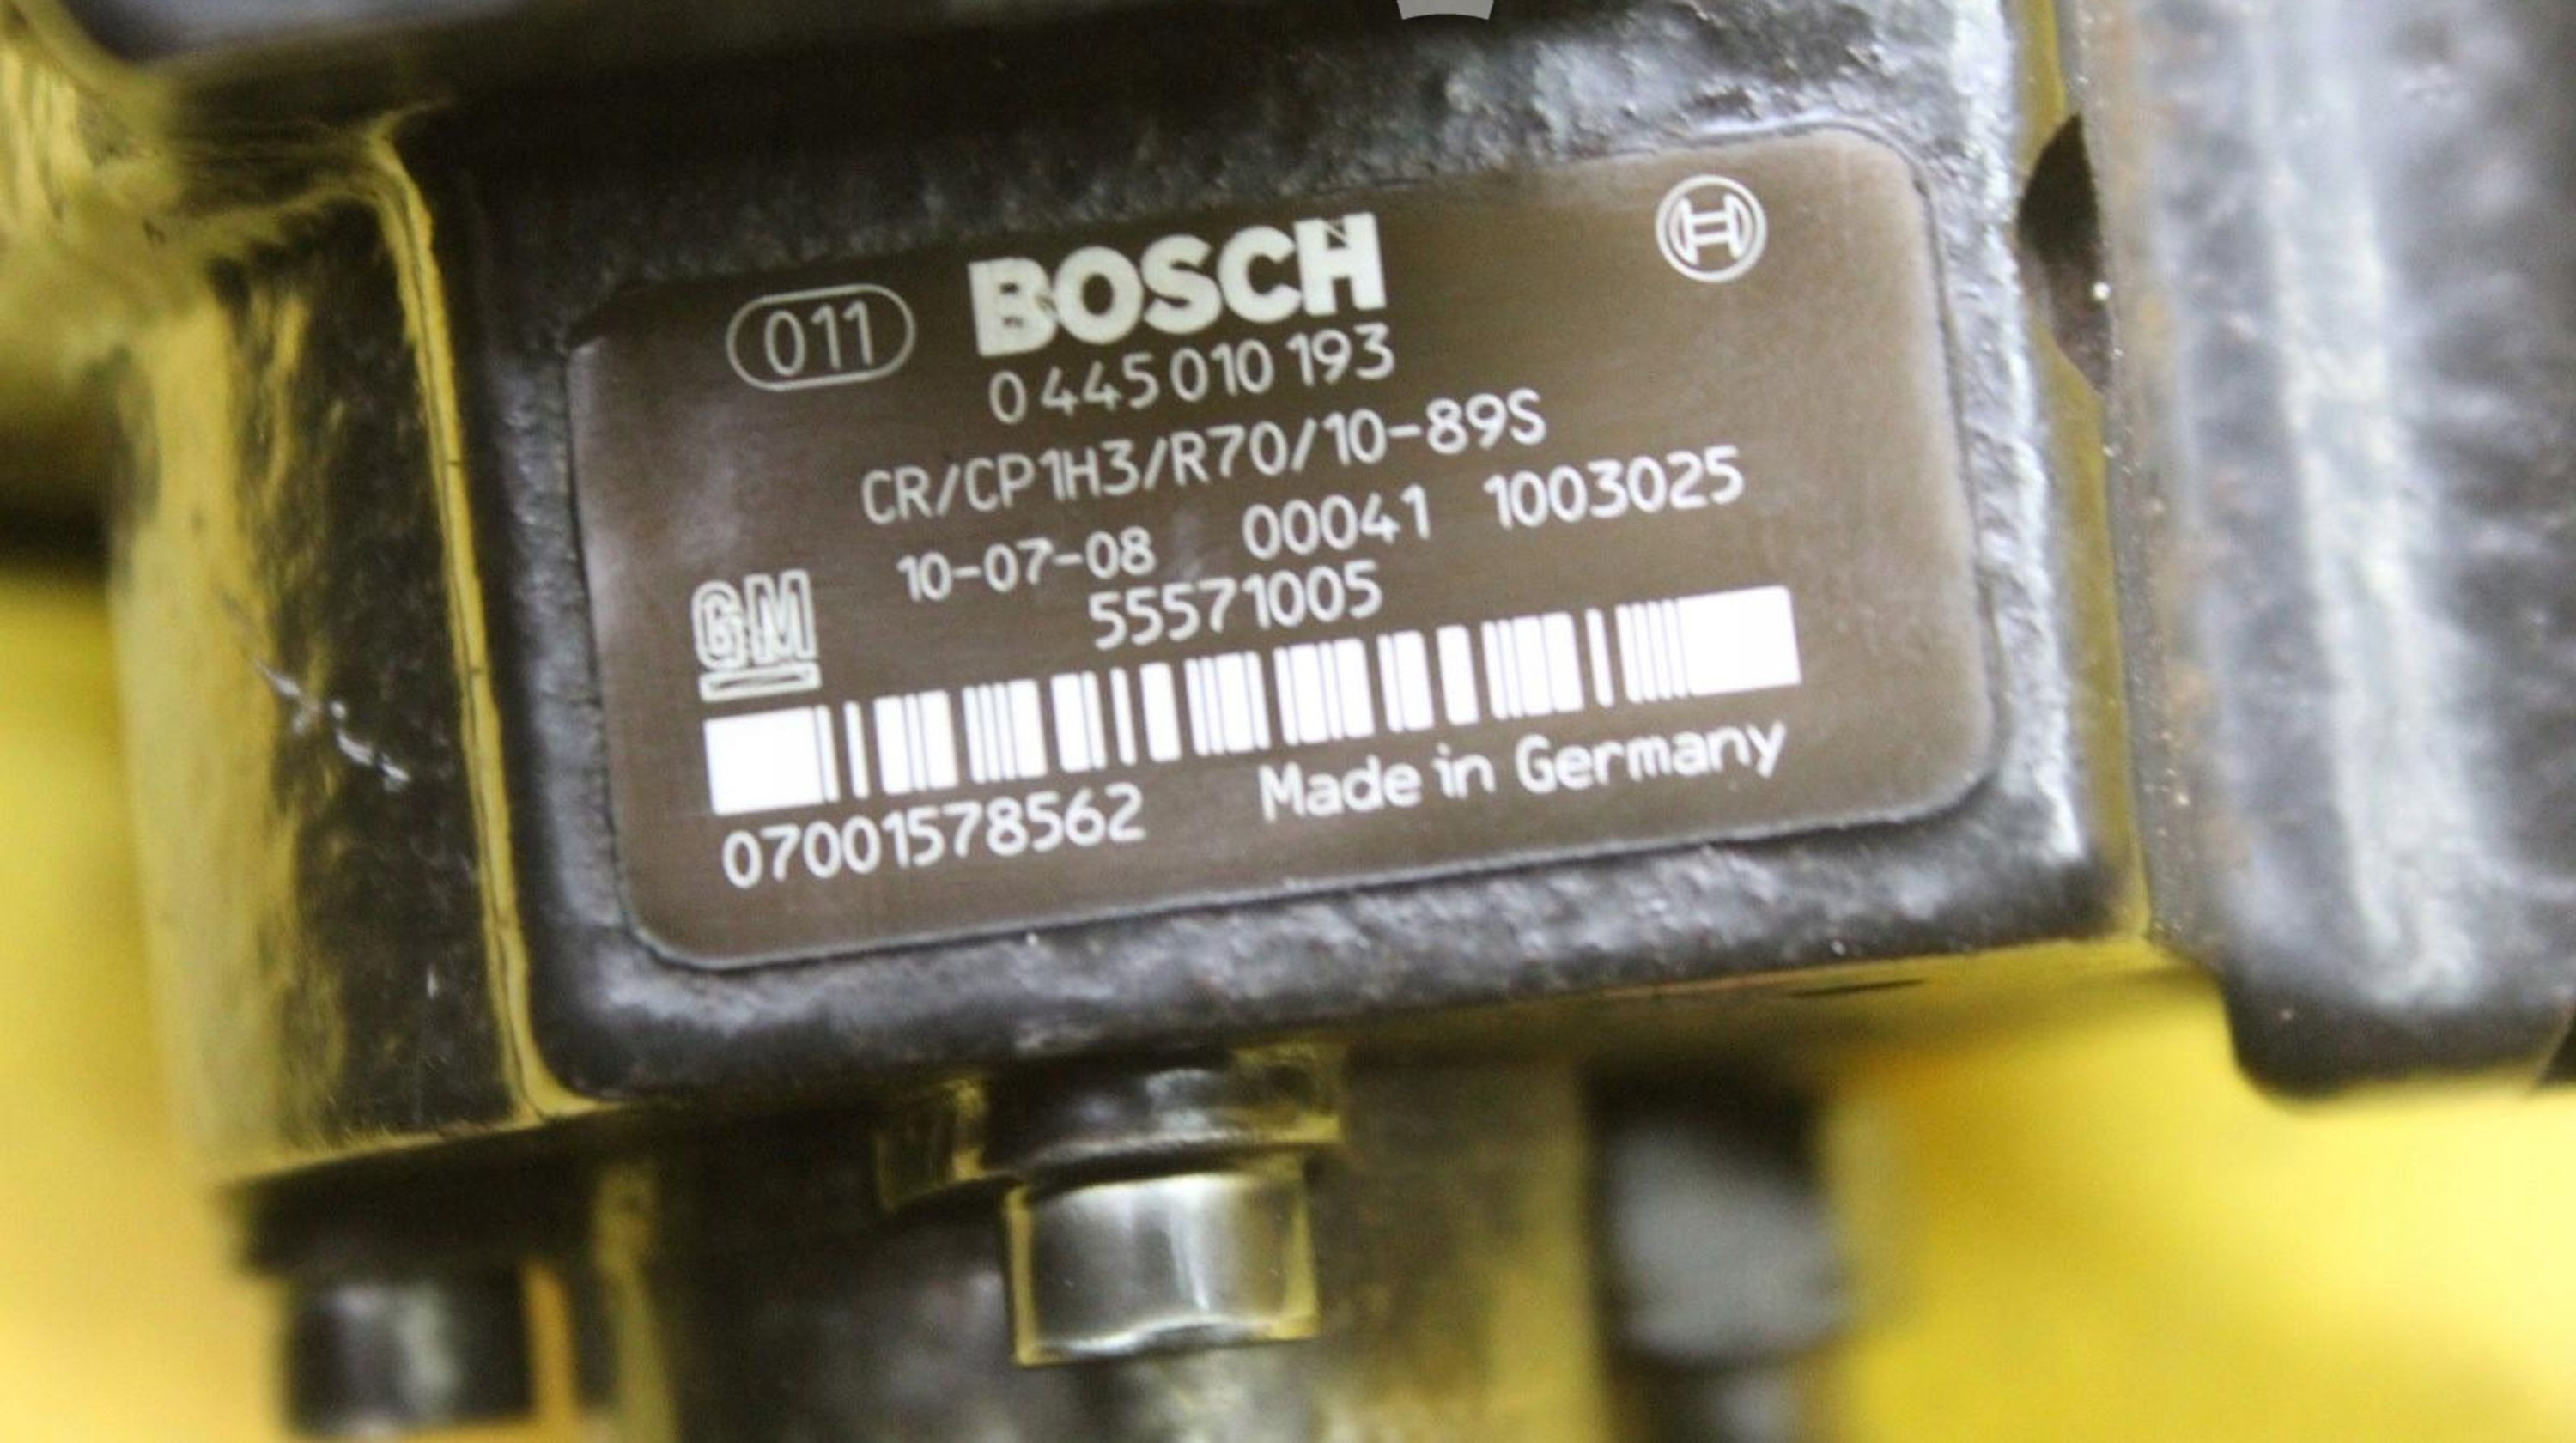 011 BOSCH
0 445 010 193
CR/CP1H3/R70/10-89S
10-07-08 00041 1003025
GM 55571005
07001578562 Made in Germany